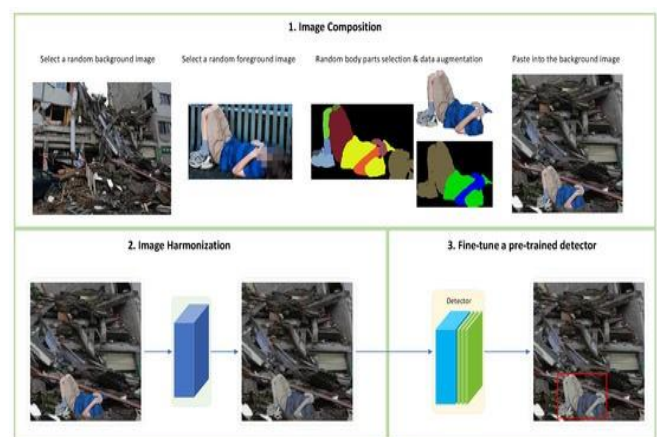 1. Image Composition
Select a random background image
Select a random foreground image
Random body parts selection & data augmentation
Paste into the background image
2. Image Harmonization
3. Fine-tune a pre-trained detector
Detector